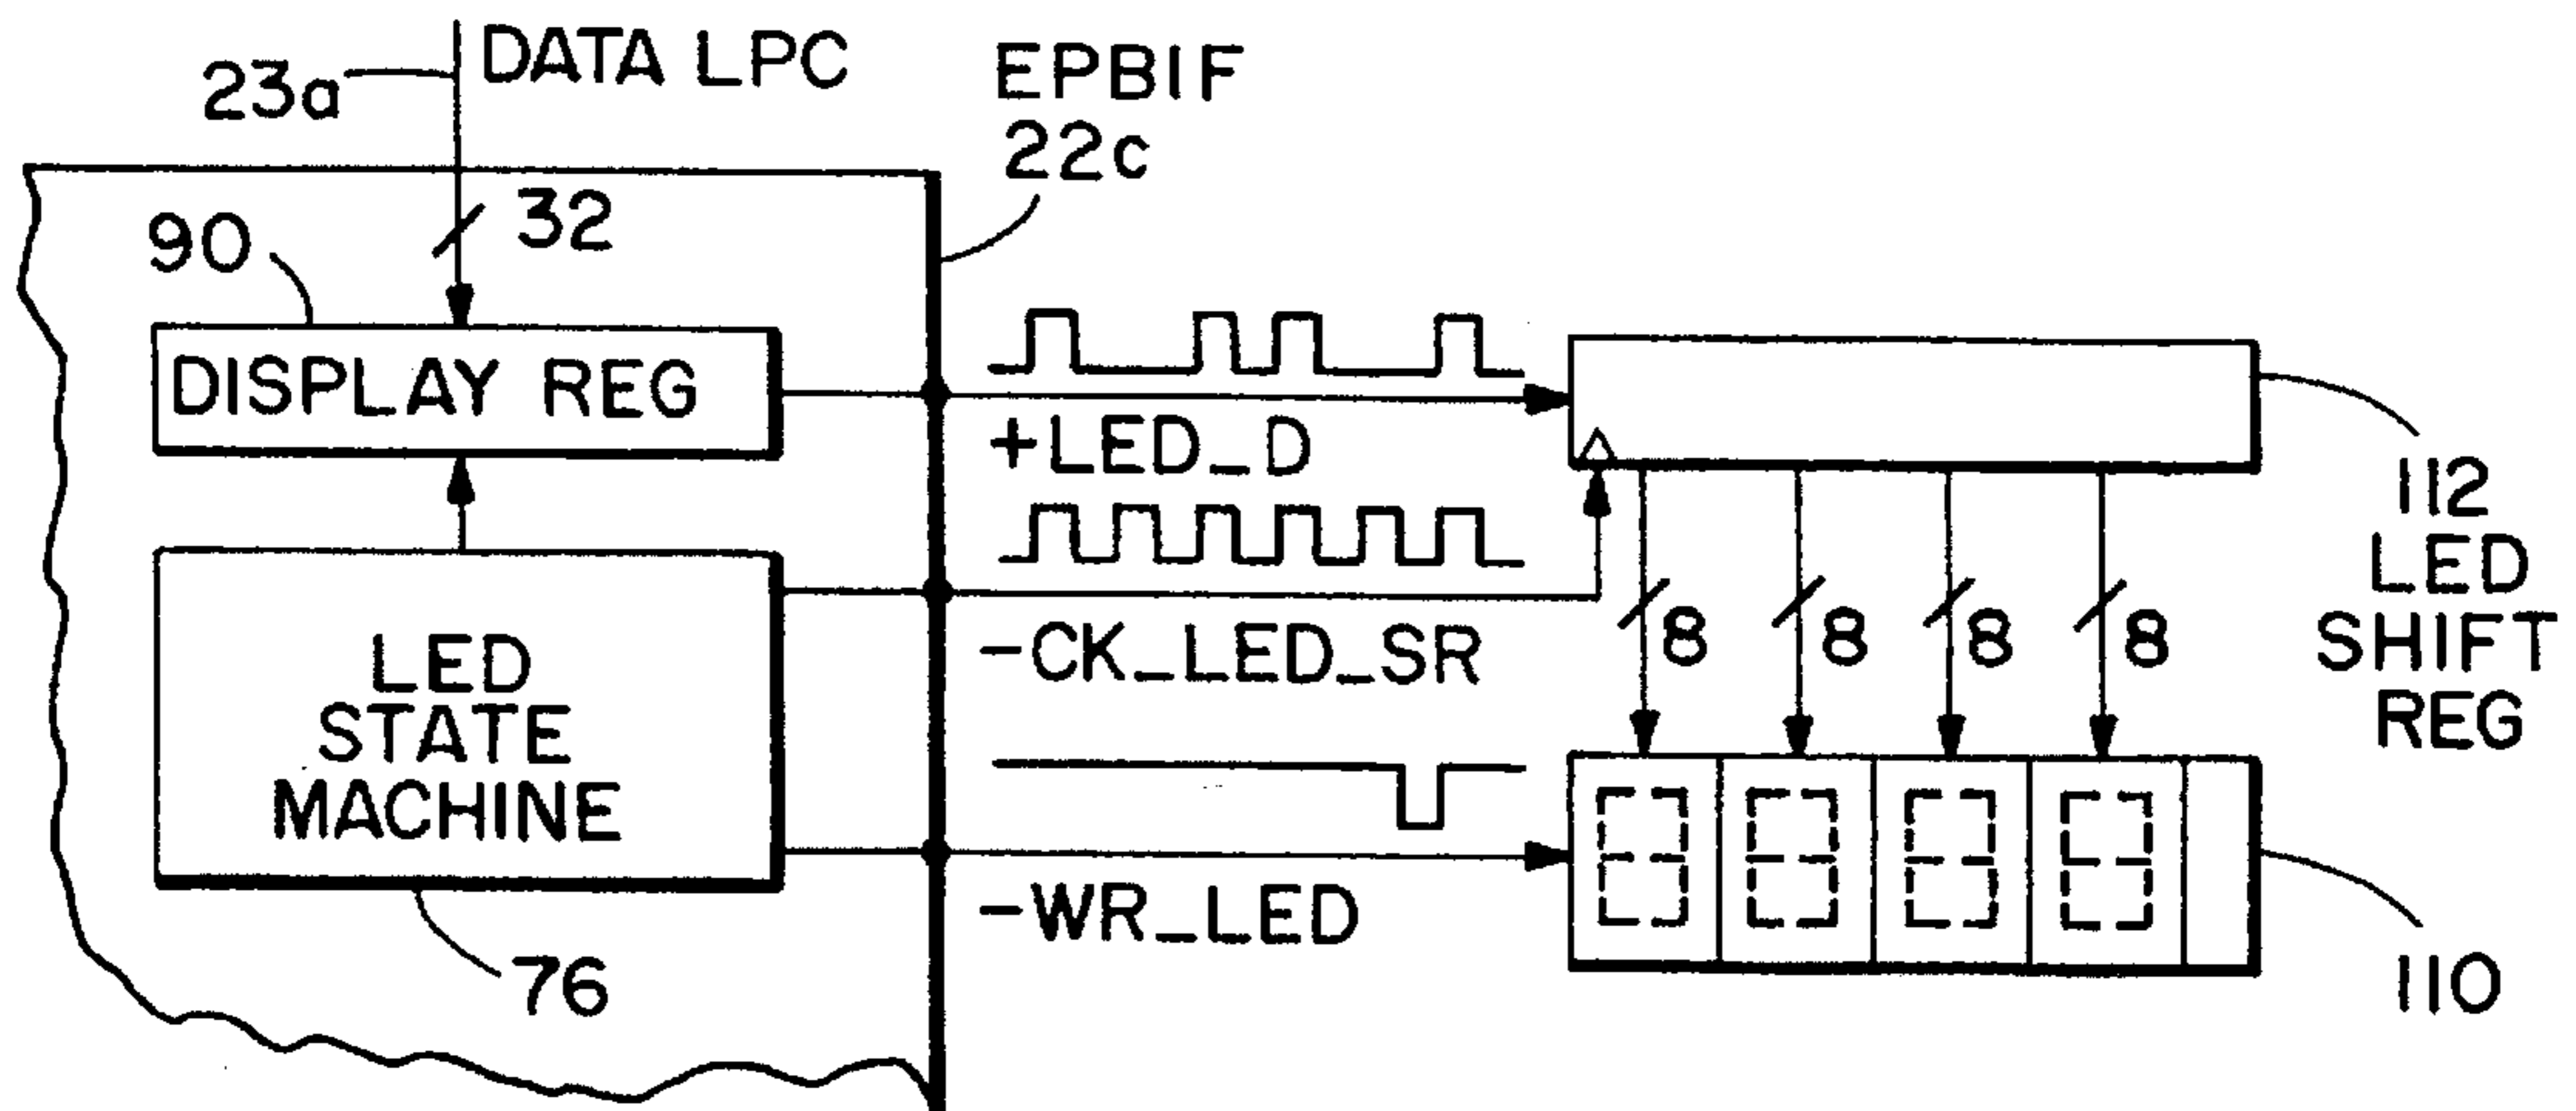 DATA LPC
23a
EPBIF
22c
32
90
DISPLAY REG
+LED_D
112
LED
SHIFT
REG
LED
STATE
MACHINE
-CK_LED_SR
8
8
8
8
-WR_LED
76
110